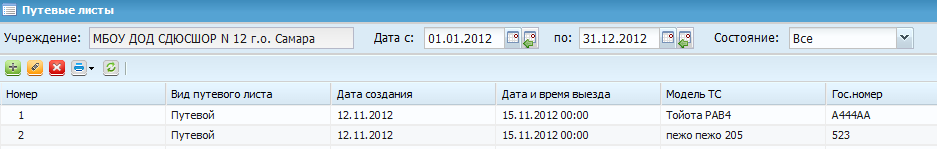 Путевые листы
Учреждение: МБОУ ДОД СДЮСШОР N 12 г.о. Самара Дата с: 01.01.2012 по: 31.12.2012 Состояние: Все
Номер Вид путевого листа Дата создания Дата и время выезда Модель ТС Гос.номер
1 Путевой 12.11.2012 15.11.2012 00:00 Тойота РАВ4 А444АА
2 Путевой 12.11.2012 15.11.2012 00:00 пежо пежо 205 523